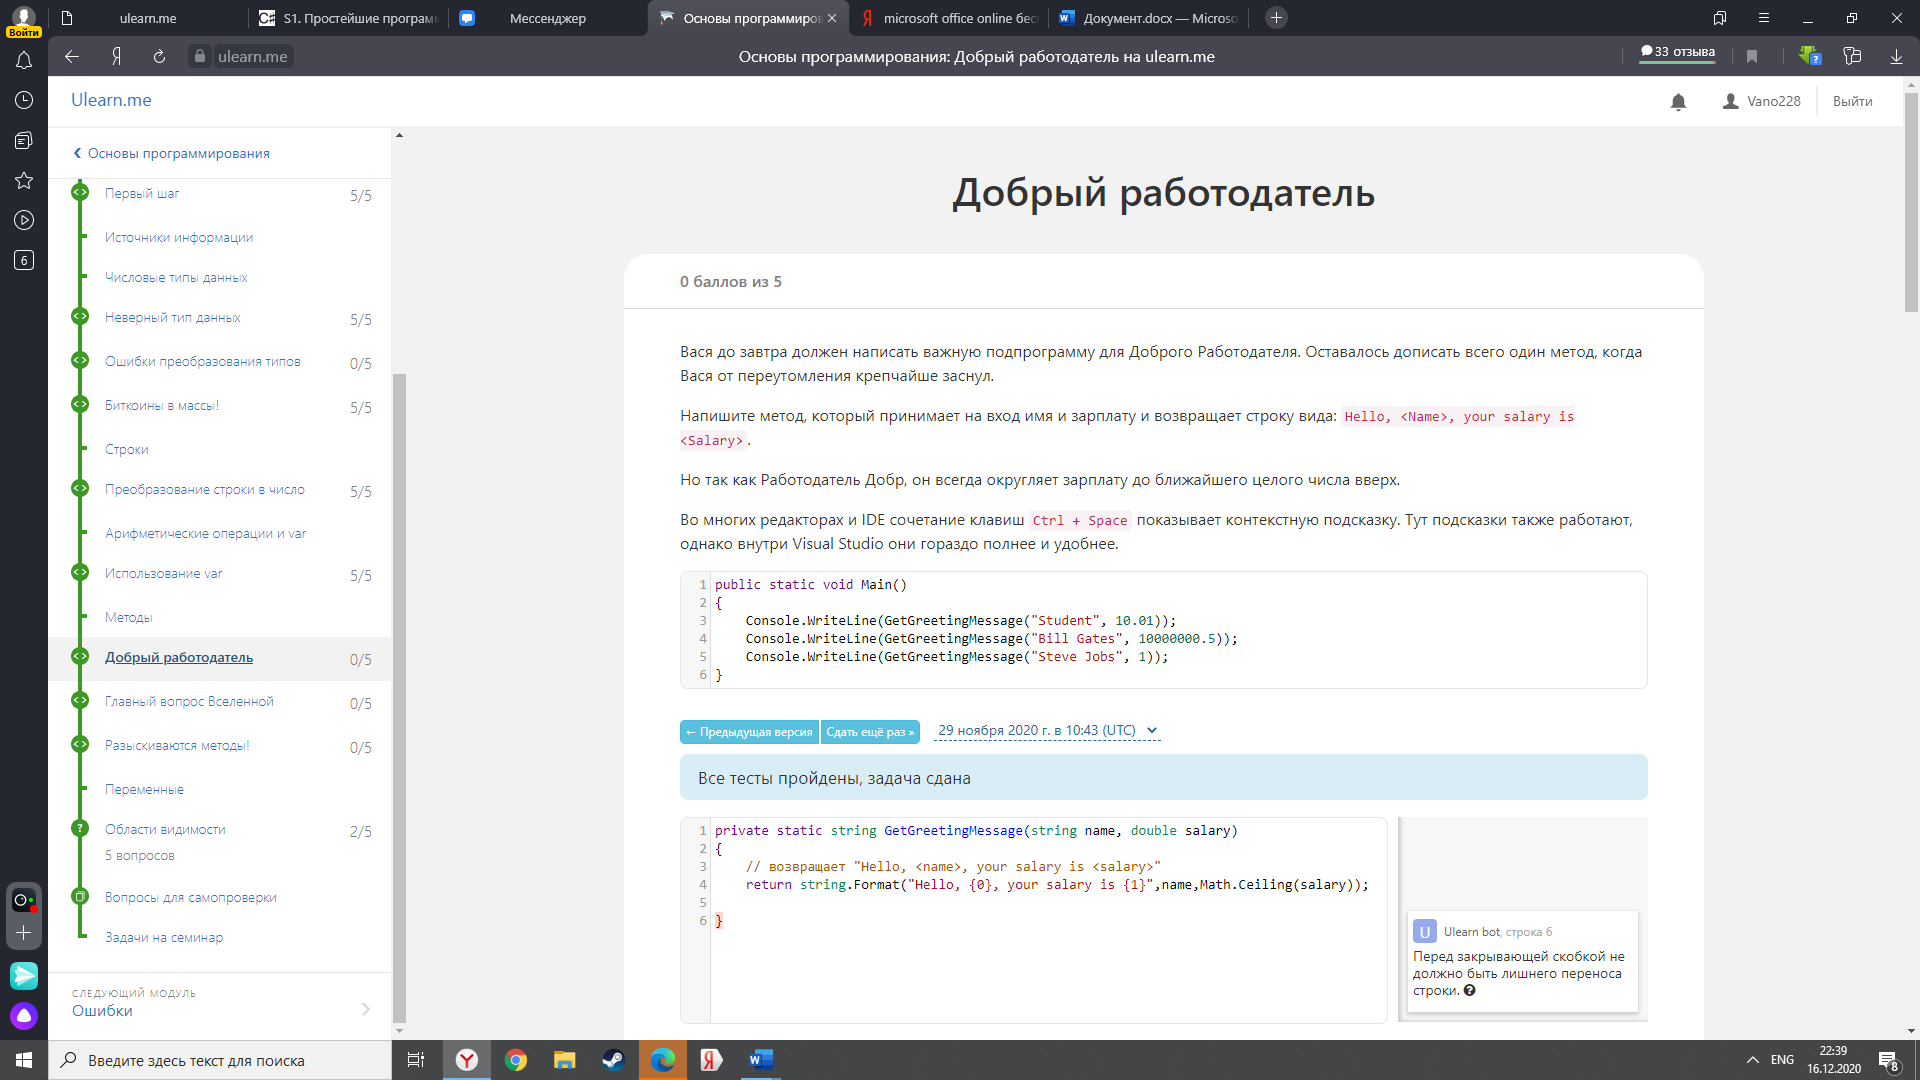 Войти
ulearn.me
S1. Простейшие програм
Мессенджер
Основы программиров
microsoft office online бес
Документ.docx — Microso
ulearn.me
Основы программирования: Добрый работодатель на ulearn.me
33 отзыва
6
Ulearn.me
Vano228
Выйти
Основы программирования
Первый шаг 5/5
Источники информации
Числовые типы данных
Неверный тип данных 5/5
Ошибки преобразования типов 0/5
Биткоины в массы! 5/5
Строки
Преобразование строки в число 5/5
Арифметические операции и var
Использование var 5/5
Методы
Добрый работодатель 0/5
Главный вопрос Вселенной 0/5
Разыскиваются методы! 0/5
Переменные
Области видимости 2/5
5 вопросов
Вопросы для самопроверки
Задачи на семинар
СЛЕДУЮЩИЙ МОДУЛЬ
Ошибки
Добрый работодатель
0 баллов из 5
Вася до завтра должен написать важную подпрограмму для Доброго Работодателя. Оставалось дописать всего один метод, когда
Вася от переутомления крепчайше заснул.
Напишите метод, который принимает на вход имя и зарплату и возвращает строку вида: Hello, <Name>, your salary is
<Salary>.
Но так как Работодатель Добр, он всегда округляет зарплату до ближайшего целого числа вверх.
Во многих редакторах и IDE сочетание клавиш Ctrl + Space показывает контекстную подсказку. Тут подсказки также работают,
однако внутри Visual Studio они гораздо полнее и удобнее.
1 public static void Main()
2 {
3 Console.WriteLine(GetGreetingMessage("Student", 10.01));
4 Console.WriteLine(GetGreetingMessage("Bill Gates", 10000000.5));
5 Console.WriteLine(GetGreetingMessage("Steve Jobs", 1));
6 }
← Предыдущая версия Сдать ещё раз » 29 ноября 2020 г. в 10:43 (UTC)
Все тесты пройдены, задача сдана
1 private static string GetGreetingMessage(string name, double salary)
2 {
3 // возвращает "Hello, <name>, your salary is <salary>"
4 return string.Format("Hello, {0}, your salary is {1}",name,Math.Ceiling(salary));
5
6 }
U Ulearn bot, строка 6
Перед закрывающей скобкой не
должно быть лишнего переноса
строки.
Введите здесь текст для поиска
ENG
22:39
16.12.2020
8